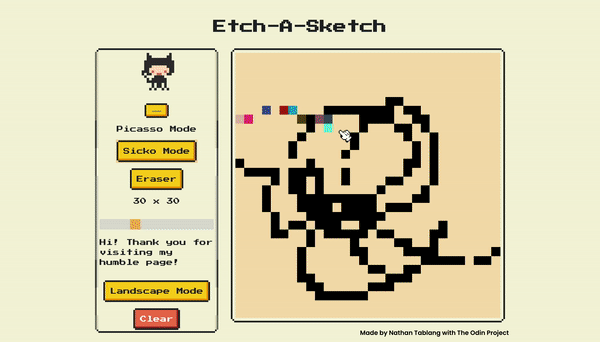 Etch-A-Sketch
Picasso Mode
Sicko Mode
Eraser
30 x 30
Hi! Thank you for
visiting my
humble page!
Landscape Mode
Clear
Made by Nathan Tablang with The Odin Project